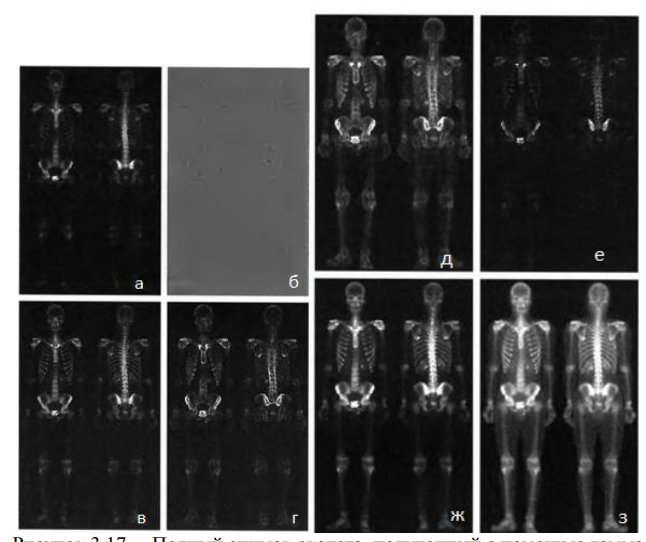 а
б
в
г
д
е
ж
з
Рисунок 3.17 – Полный снимок скелета, полученный с помощью гамма-